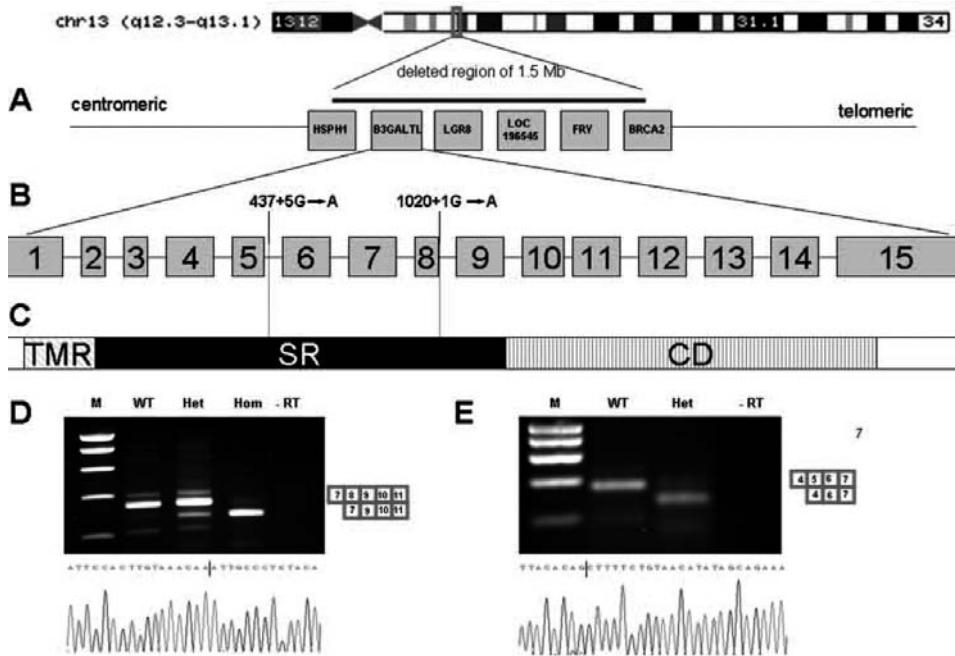 chr13 (q12.3-q13.1) 1312 31.1 34
deleted region of 1.5 Mb
A
centromeric telomeric
HSPH1 B3GALTL LGR8 LOC 196545 FRY BRCA2
B
437+5G→A 1020+1G→A
1 2 3 4 5 6 7 8 9 10 11 12 13 14 15
C
TMR SR CD
D
M WT Het Hom - RT
7 8 9 10 11
7 9 10 11
ATTCCACTTGTAAACAAATTGCCCTCTACA
E
M WT Het - RT
7
4 5 6 7
4 6 7
TTACACAGCTTTTCTGTAACATATAGCAGAAA